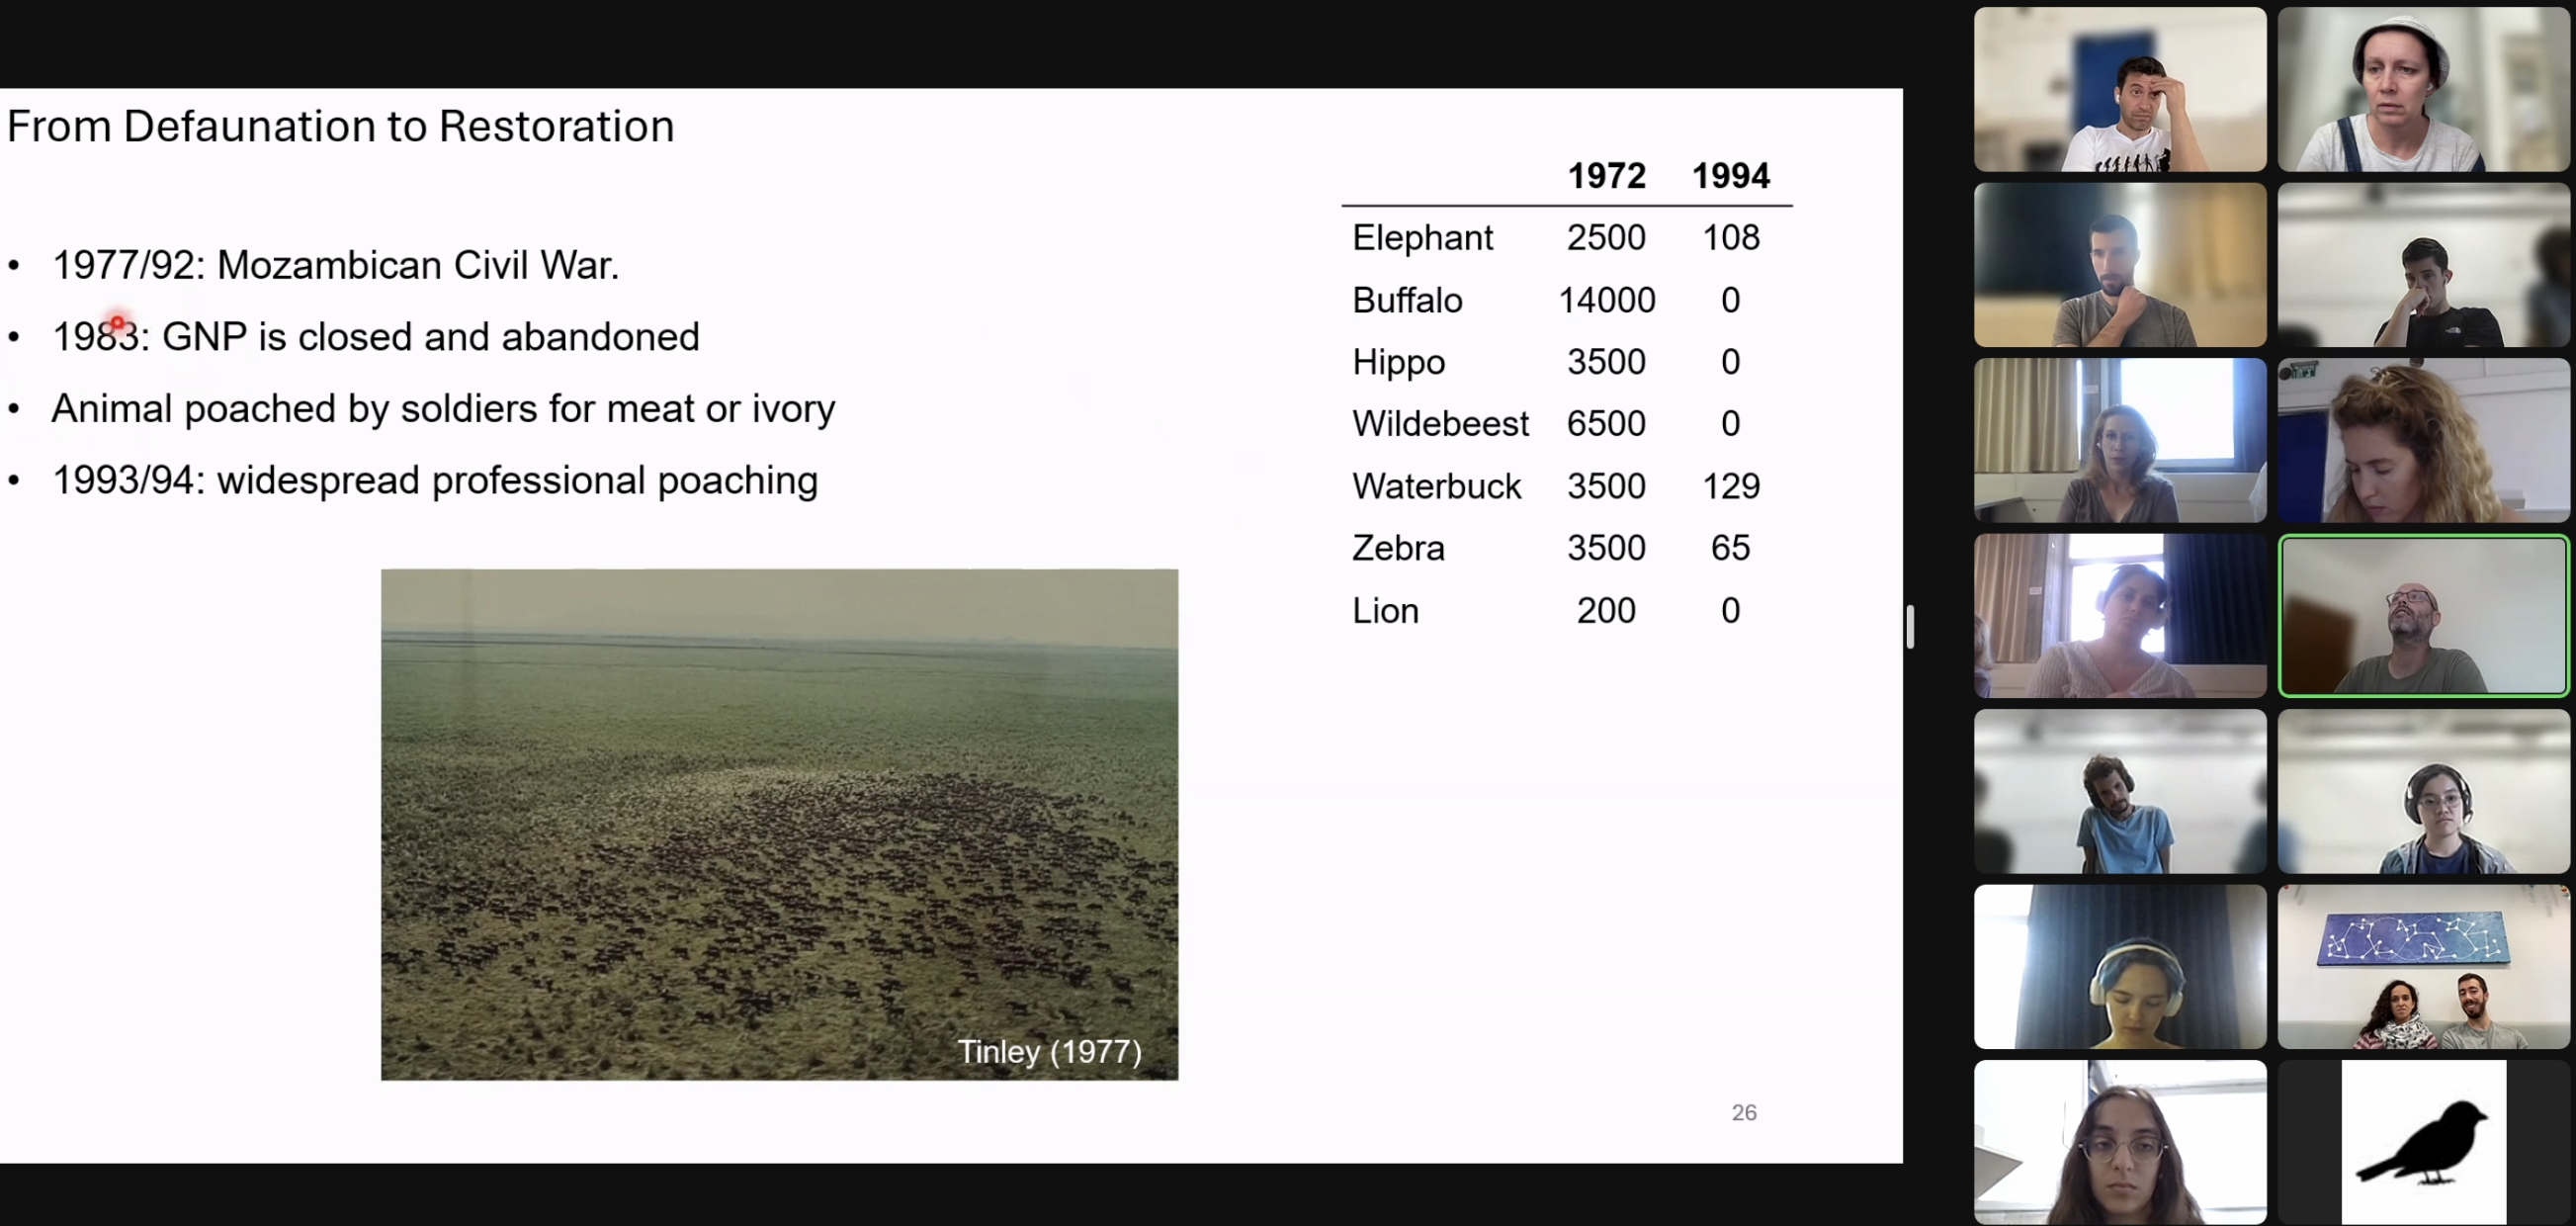 From Defaunation to Restoration
• 1977/92: Mozambican Civil War.
• 1983: GNP is closed and abandoned
• Animal poached by soldiers for meat or ivory
• 1993/94: widespread professional poaching
1972 1994
Elephant 2500 108
Buffalo 14000 0
Hippo 3500 0
Wildebeest 6500 0
Waterbuck 3500 129
Zebra 3500 65
Lion 200 0
Tinley (1977)
26